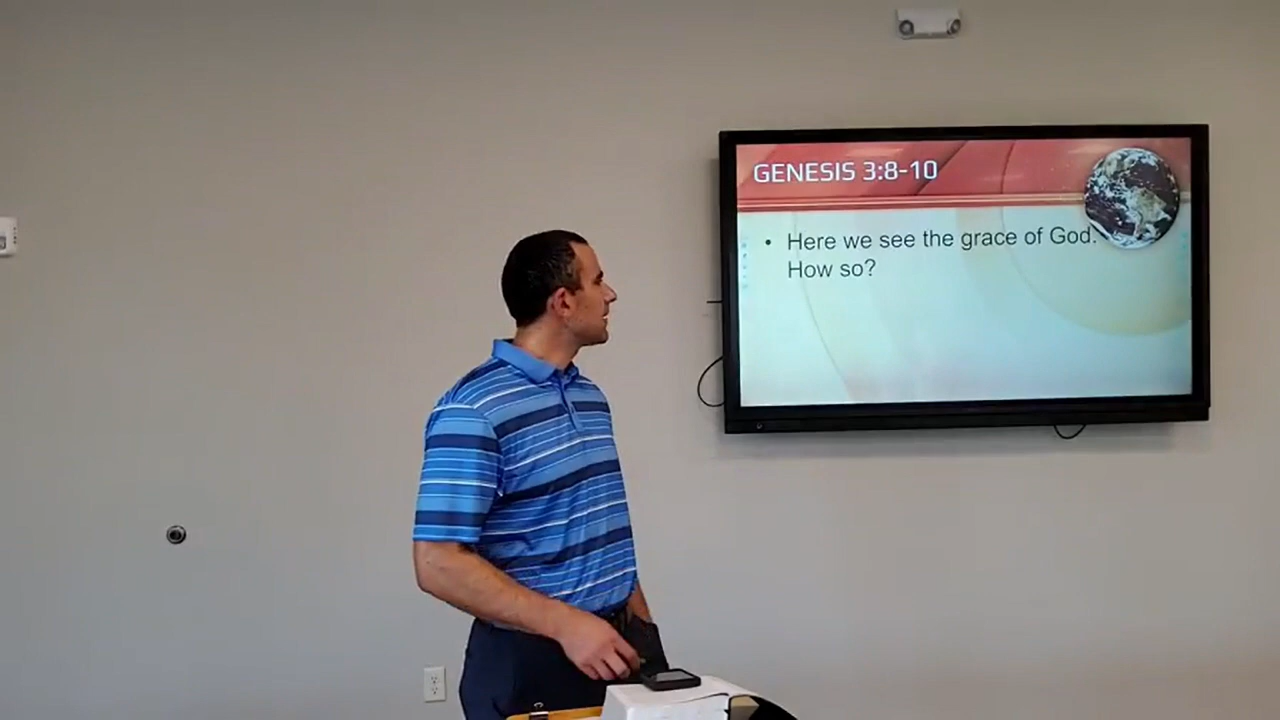 GENESIS 3:8-10
• Here we see the grace of God.
How so?